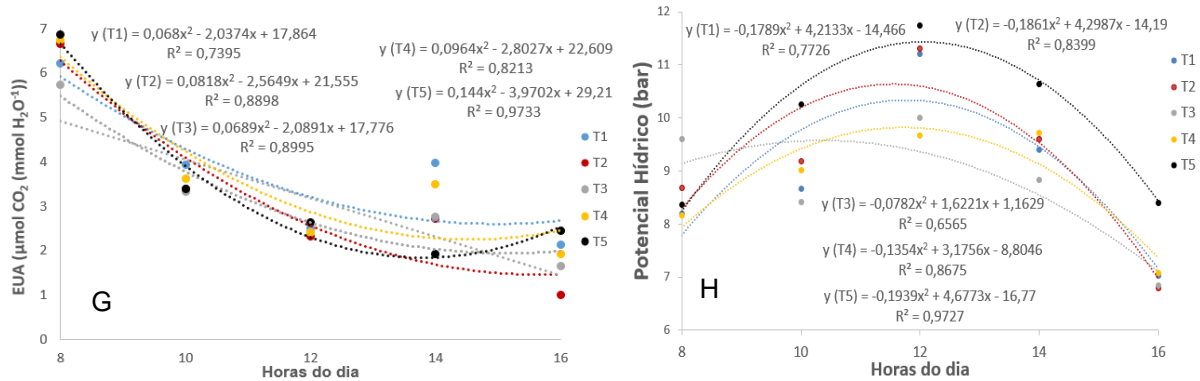 y (T1) = 0,068x² - 2,0374x + 17,864
R² = 0,7395
y (T2) = 0,0818x² - 2,5649x + 21,555
R² = 0,8898
y (T3) = 0,0689x² - 2,0891x + 17,776
R² = 0,8995
y (T4) = 0,0964x² - 2,8027x + 22,609
R² = 0,8213
y (T5) = 0,144x² - 3,9702x + 29,21
R² = 0,9733
T1
T2
T3
T4
T5
EUA (µmol CO₂ (mmol H₂O⁻¹))
7
6
5
4
3
2
1
0
8
10
12
14
16
Horas do dia
G
y (T1) = -0,1789x² + 4,2133x - 14,466
R² = 0,7726
y (T2) = -0,1861x² + 4,2987x - 14,19
R² = 0,8399
y (T3) = -0,0782x² + 1,6221x + 1,1629
R² = 0,6565
y (T4) = -0,1354x² + 3,1756x - 8,8046
R² = 0,8675
y (T5) = -0,1939x² + 4,6773x - 16,77
R² = 0,9727
T1
T2
T3
T4
T5
Potencial Hídrico (bar)
12
11
10
9
8
7
6
8
10
12
14
16
Horas do dia
H